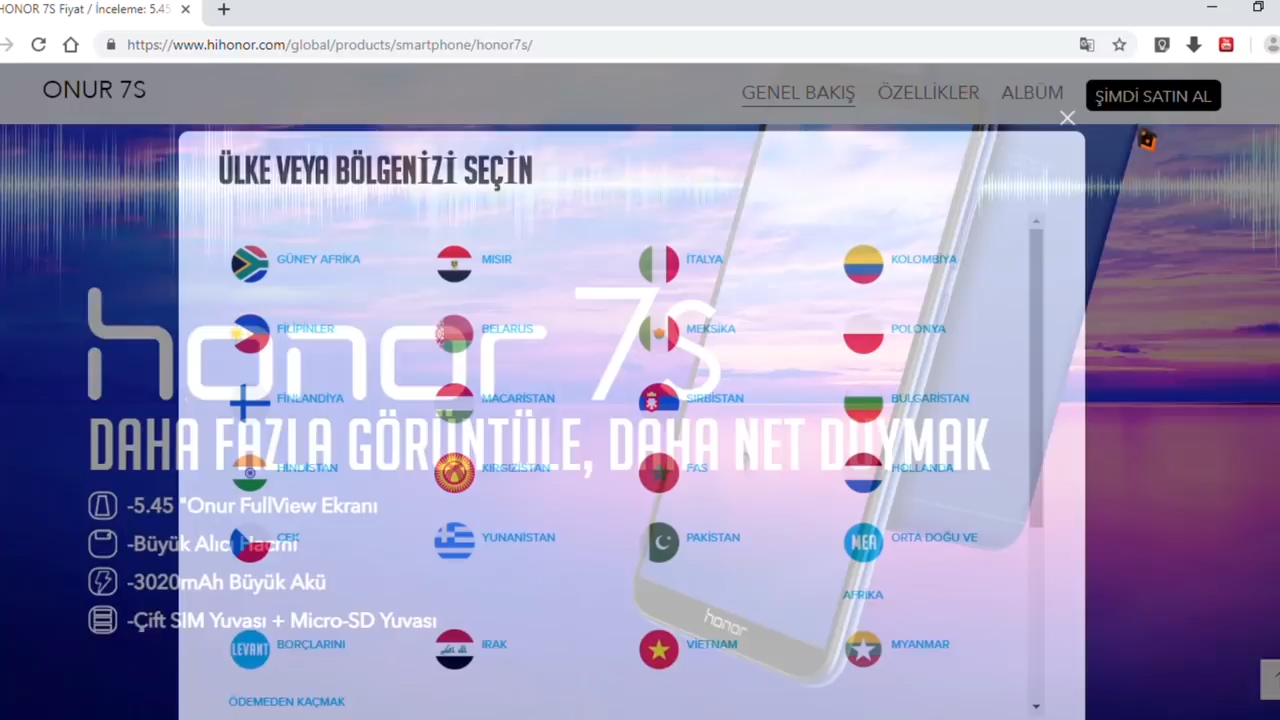 HONOR 7S Fiyat / İnceleme: 5.45
https://www.hihonor.com/global/products/smartphone/honor7s/
ONUR 7S
GENEL BAKIŞ
ÖZELLİKLER
ALBÜM
ŞİMDİ SATIN AL
ÜLKE VEYA BÖLGENİZİ SEÇİN
GÜNEY AFRİKA
MISIR
İTALYA
KOLOMBİYA
FİLİPİNLER
BELARUS
MEKSİKA
POLONYA
honor 7s
FİNLANDİYA
MACARİSTAN
SIRBİSTAN
BULGARİSTAN
DAHA FAZLA GÖRÜNTÜLE, DAHA NET DUYMAK
HİNDİSTAN
KIRGIZİSTAN
FAS
HOLLANDA
-5.45 "Onur FullView Ekranı
ÇEK
YUNANİSTAN
PAKİSTAN
MEA
ORTA DOĞU VE
AFRİKA
-Büyük Alıcı Hacmi
-3020mAh Büyük Akü
-Çift SIM Yuvası + Micro-SD Yuvası
honor
LEVANT
BORÇLARINI
ÖDEMEDEN KAÇMAK
IRAK
VİETNAM
MYANMAR